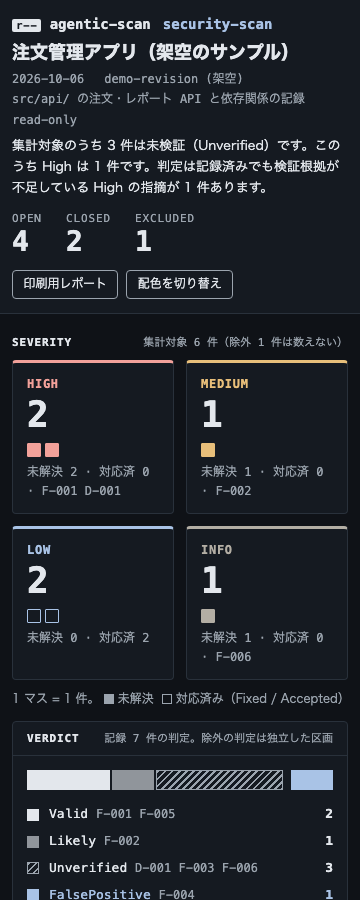 r-- agentic-scan security-scan
注文管理アプリ（架空のサンプル）
2026-10-06 demo-revision（架空）
src/api/ の注文・レポート API と依存関係の記録
read-only
集計対象のうち 3 件は未検証（Unverified）です。この
うち High は 1 件です。判定は記録済みでも検証根拠が
不足している High の指摘が 1 件あります。
OPEN CLOSED EXCLUDED
4 2 1
印刷用レポート 配色を切り替え
SEVERITY 集計対象 6 件（除外 1 件は数えない）
HIGH
2
未解決 2 · 対応済 0
· F-001 D-001
MEDIUM
1
未解決 1 · 対応済 0
· F-002
LOW
2
未解決 0 · 対応済 2
INFO
1
未解決 1 · 対応済 0
· F-006
1 マス = 1 件。 未解決 対応済み（Fixed / Accepted）
VERDICT 記録 7 件の判定。除外の判定は独立した区画
Valid F-001 F-005 2
Likely F-002 1
Unverified D-001 F-003 F-006 3
FalsePositive F-004 1